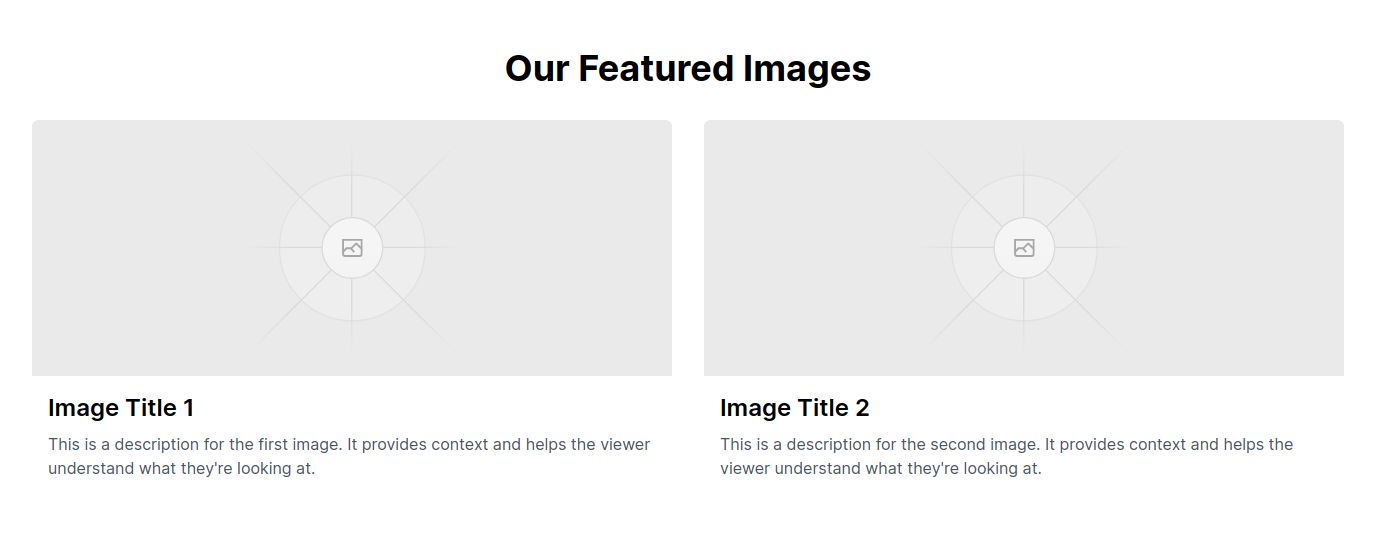 Our Featured Images
Image Title 1
This is a description for the first image. It provides context and helps the viewer
understand what they're looking at.
Image Title 2
This is a description for the second image. It provides context and helps the
viewer understand what they're looking at.